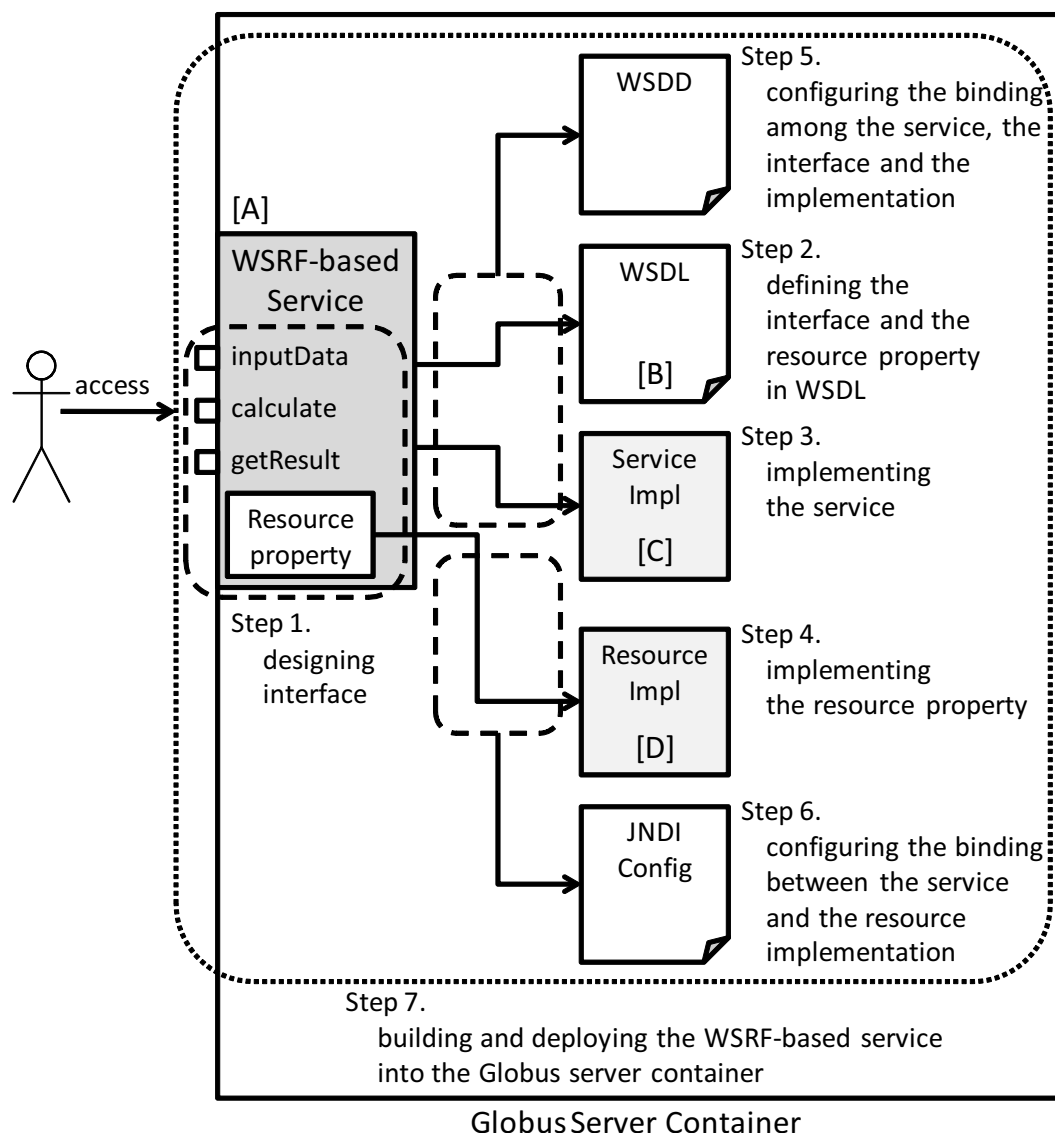 Step 5.
configuring the binding
among the service, the
interface and the
implementation
WSDD
[A]
WSRF-based
Service
inputData
calculate
getResult
Resource
property
access
Step 1.
designing
interface
WSDL
[B]
Step 2.
defining the
interface and the
resource property
in WSDL
Service
Impl
[C]
Step 3.
implementing
the service
Resource
Impl
[D]
Step 4.
implementing
the resource property
JNDI
Config
Step 6.
configuring the binding
between the service
and the resource
implementation
Step 7.
building and deploying the WSRF-based service
into the Globus server container
Globus Server Container